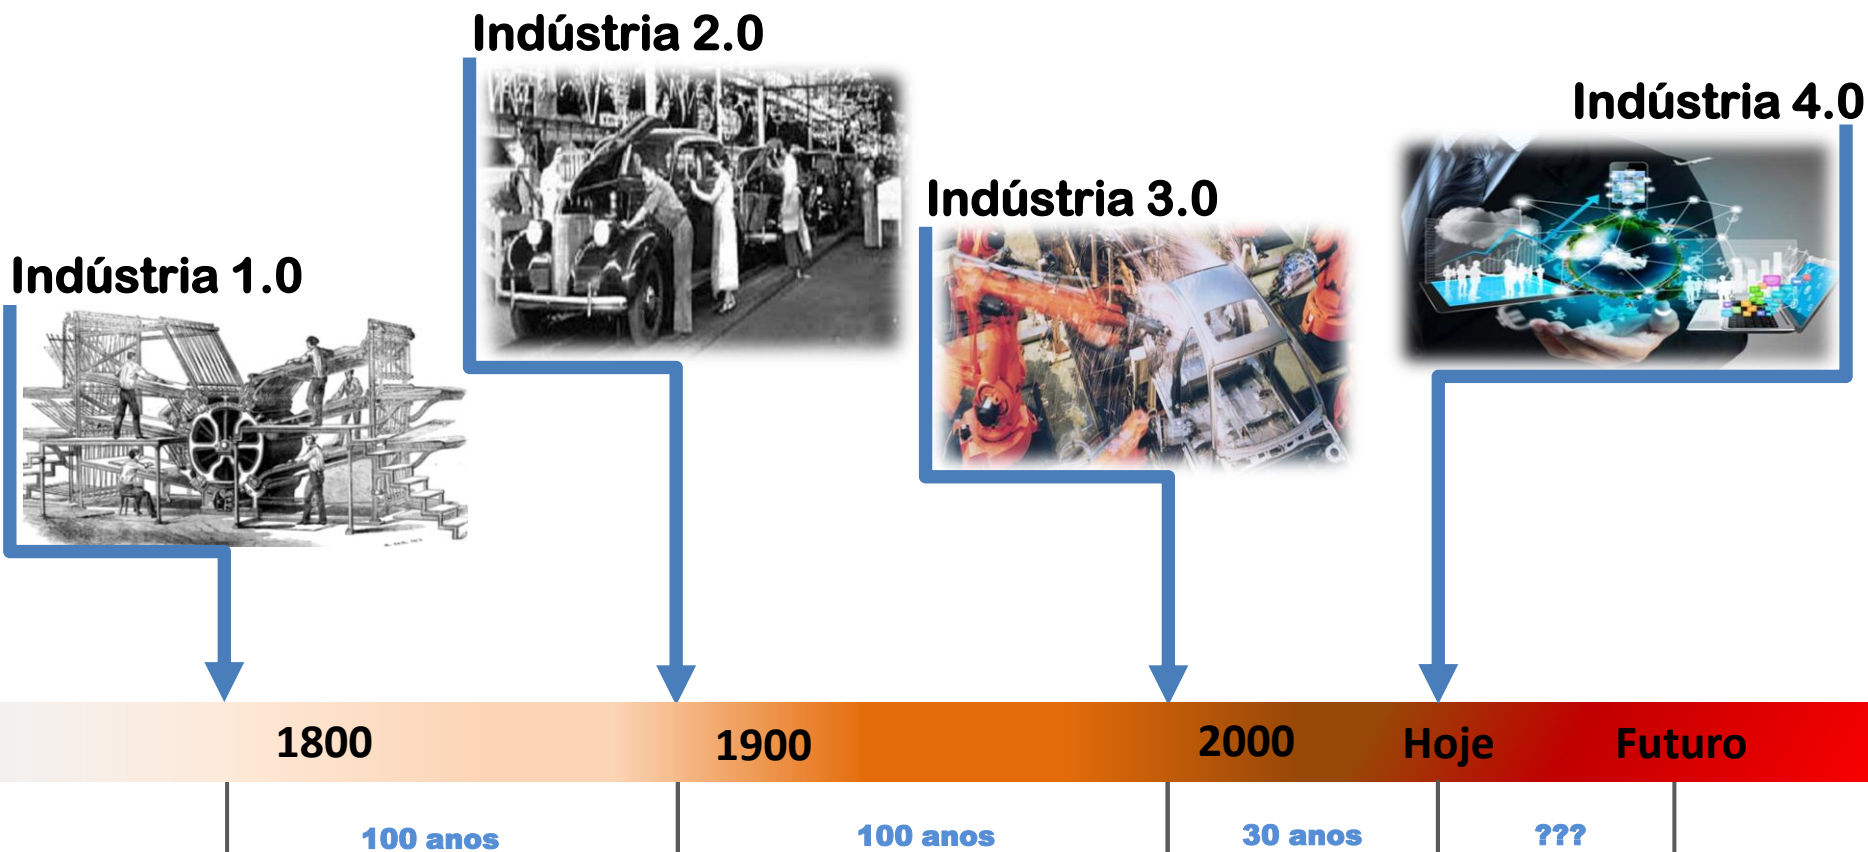 Indústria 2.0
Indústria 4.0
Indústria 3.0
Indústria 1.0
1800
1900
2000
Hoje
Futuro
100 anos
100 anos
30 anos
???